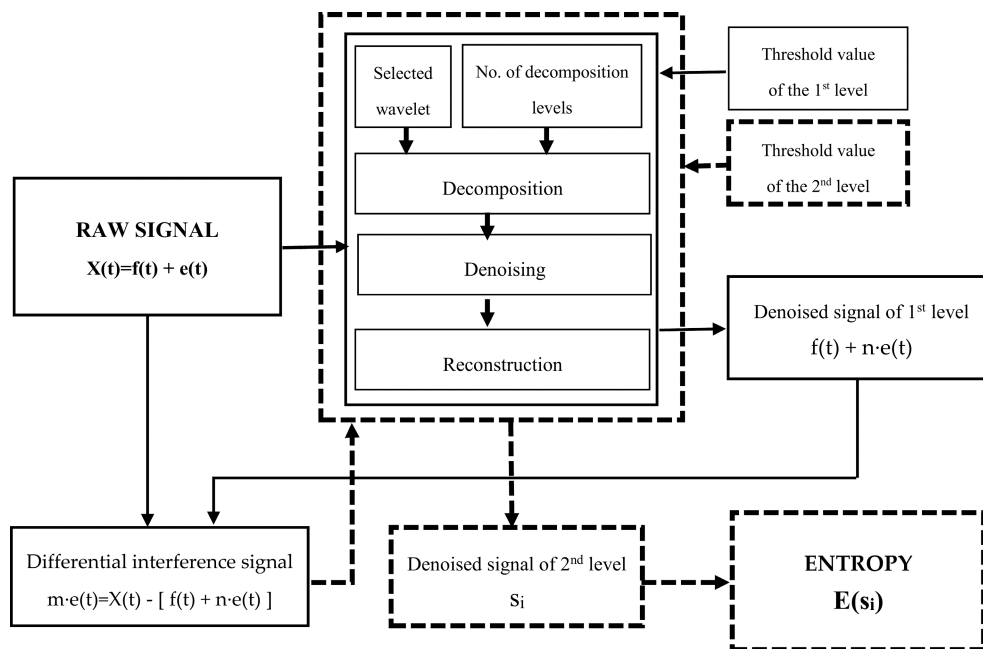 Selected
wavelet
No. of decomposition
levels
Threshold value
of the 1st level
Threshold value
of the 2nd level
Decomposition
RAW SIGNAL
X(t)=f(t) + e(t)
Denoising
Reconstruction
Denoised signal of 1st level
f(t) + n·e(t)
Differential interference signal
m·e(t)=X(t) - [ f(t) + n·e(t) ]
Denoised signal of 2nd level
si
ENTROPY
E(si)